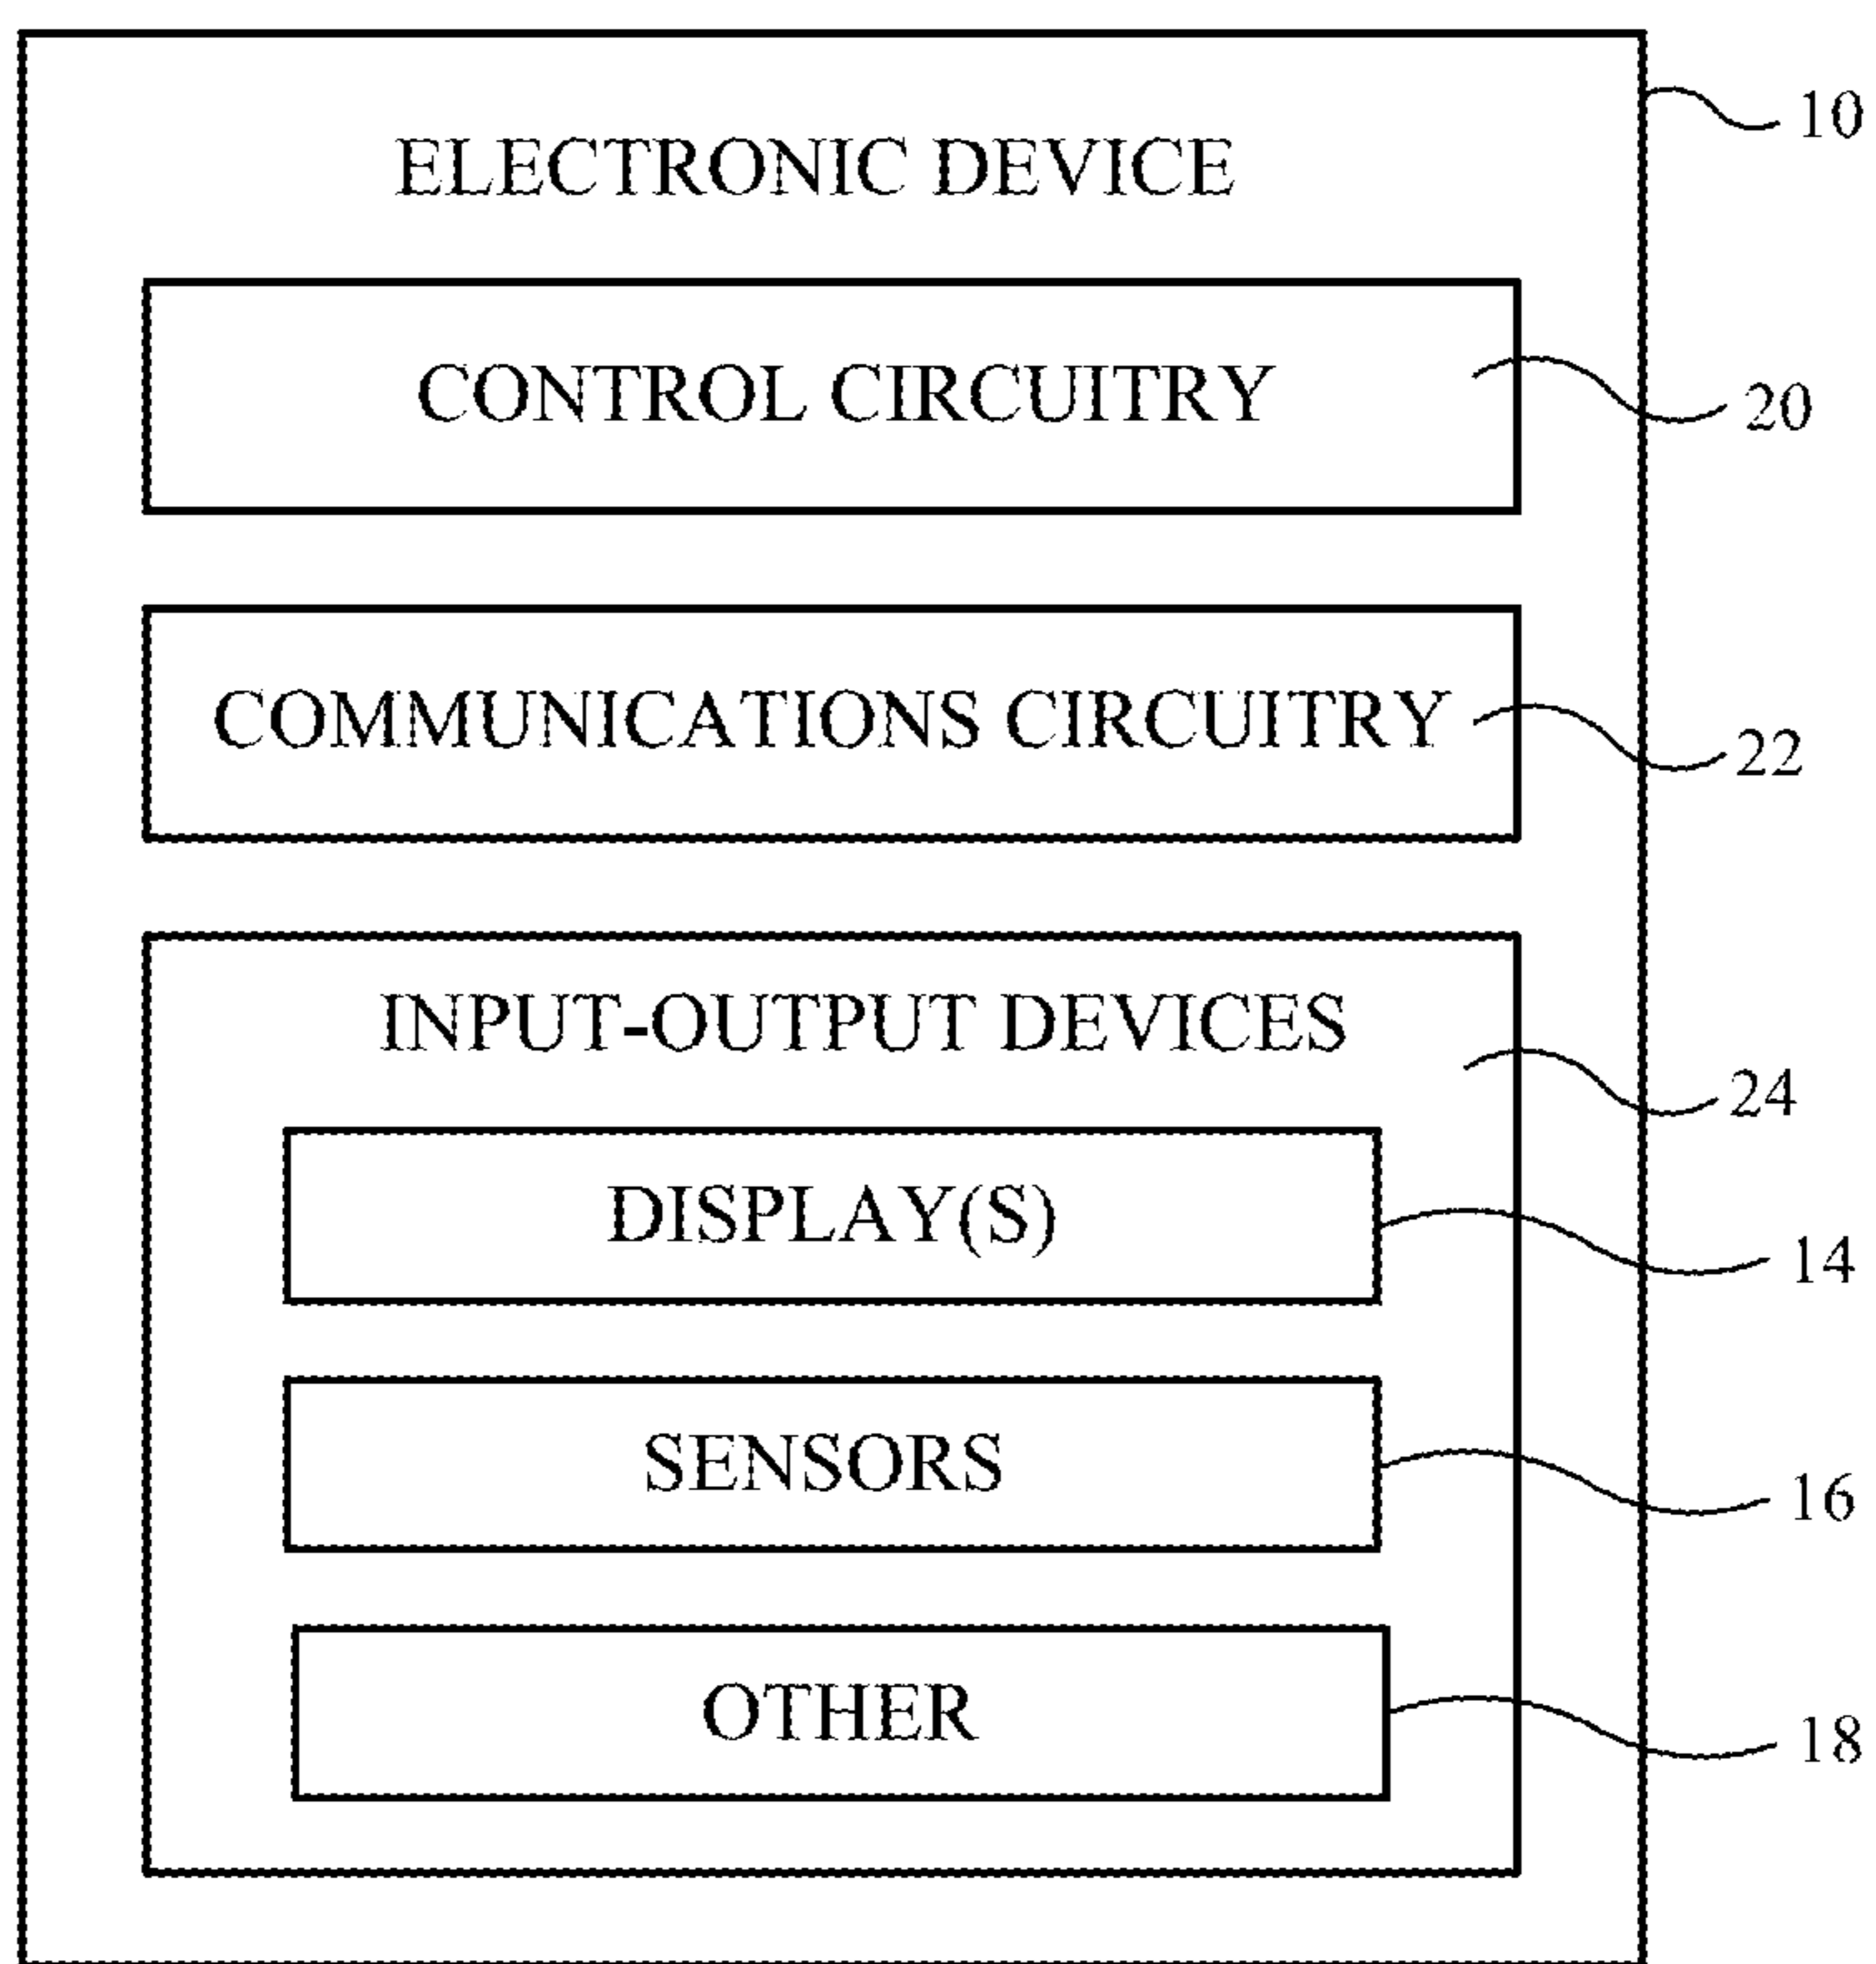 10
ELECTRONIC DEVICE
CONTROL CIRCUITRY
20
COMMUNICATIONS CIRCUITRY
22
INPUT-OUTPUT DEVICES
24
DISPLAY(S)
14
SENSORS
16
OTHER
18